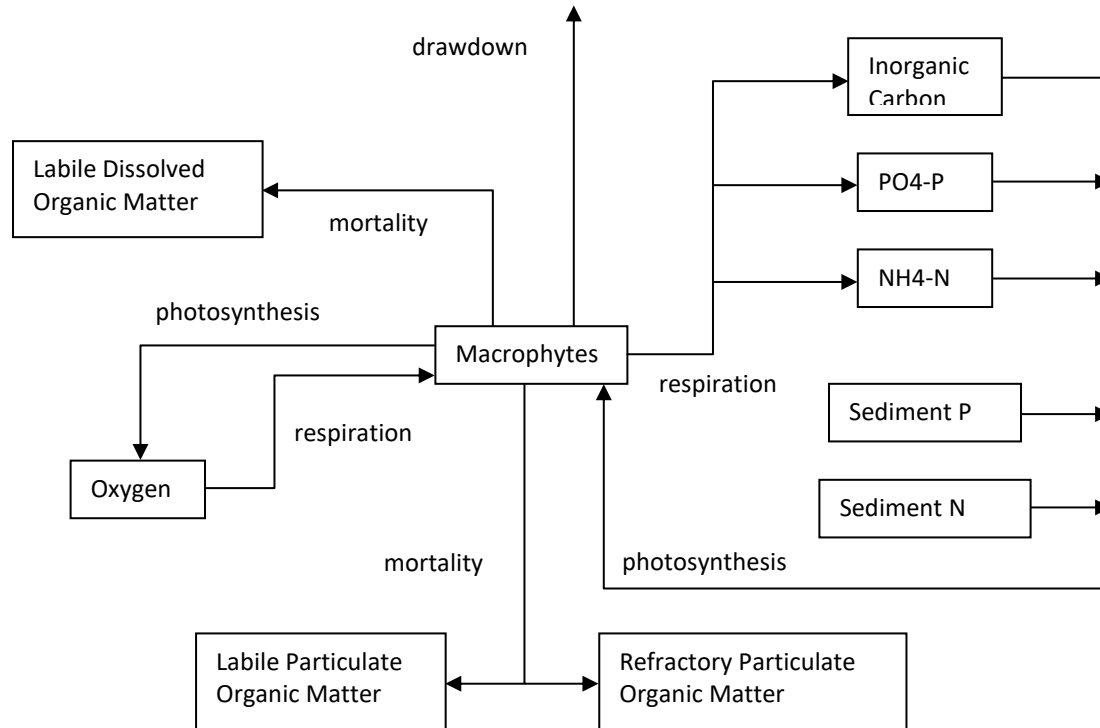 drawdown
Inorganic
Carbon
Labile Dissolved
Organic Matter
PO4-P
mortality
NH4-N
photosynthesis
Macrophytes
respiration
Sediment P
respiration
Oxygen
Sediment N
mortality
photosynthesis
Labile Particulate
Organic Matter
Refractory Particulate
Organic Matter